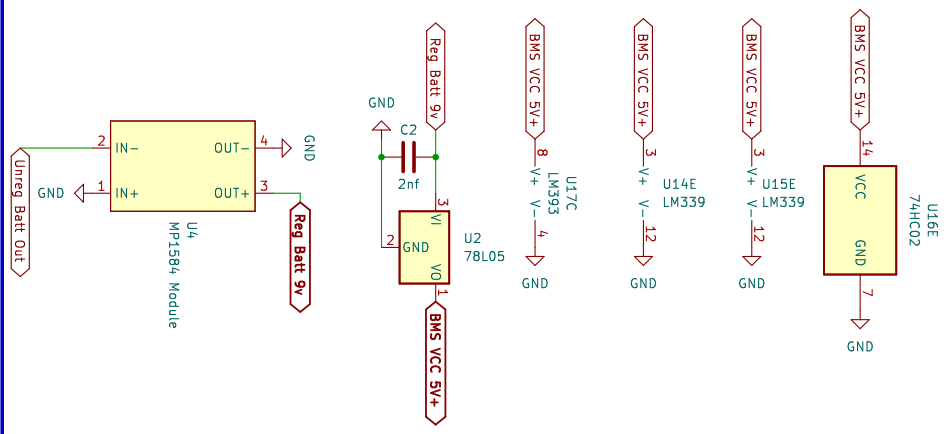 Unreg Batt Out
2
IN-
GND
1
IN+
OUT-
4
GND
OUT+
3
Reg Batt 9v
U4
MP1584 Module
GND
C2
2nf
Reg Batt 9v
3
VI
2
GND
VO
1
U2
78L05
BMS VCC 5V+
BMS VCC 5V+
8
V+
V-
4
U17C
LM393
GND
BMS VCC 5V+
3
V+
V-
12
U14E
LM339
GND
BMS VCC 5V+
3
V+
V-
12
U15E
LM339
GND
BMS VCC 5V+
14
VCC
GND
7
U16E
74HC02
GND